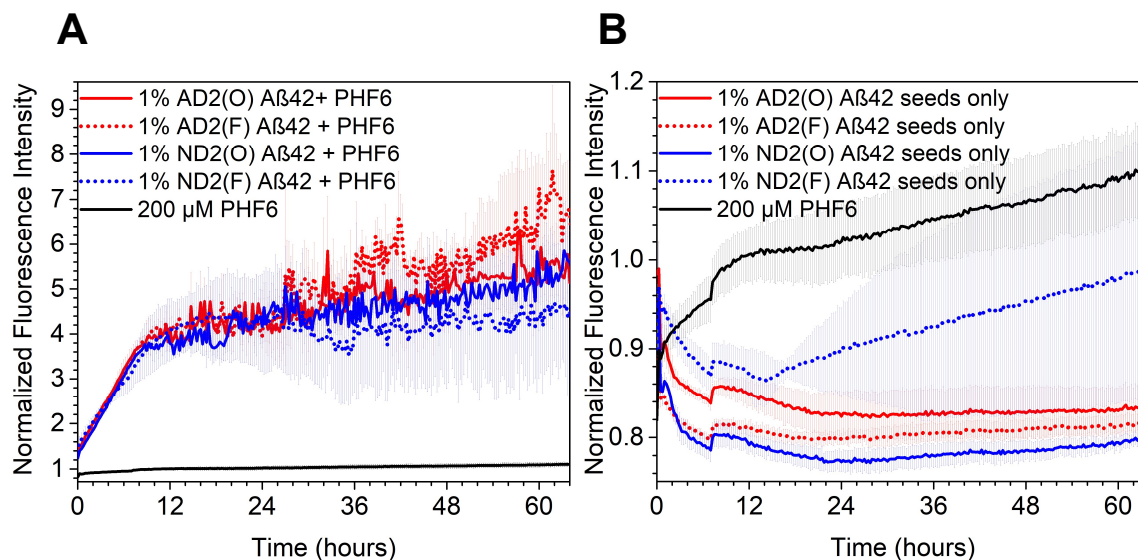 A
Normalized Fluorescence Intensity
9
8
7
6
5
4
3
2
1
1% AD2(O) Aß42+ PHF6
1% AD2(F) Aß42 + PHF6
1% ND2(O) Aß42 + PHF6
1% ND2(F) Aß42 + PHF6
200 µM PHF6
0 12 24 36 48 60
Time (hours)
B
Normalized Fluorescence Intensity
1.2
1.1
1.0
0.9
0.8
1% AD2(O) Aß42 seeds only
1% AD2(F) Aß42 seeds only
1% ND2(O) Aß42 seeds only
1% ND2(F) Aß42 seeds only
200 µM PHF6
0 12 24 36 48 60
Time (hours)